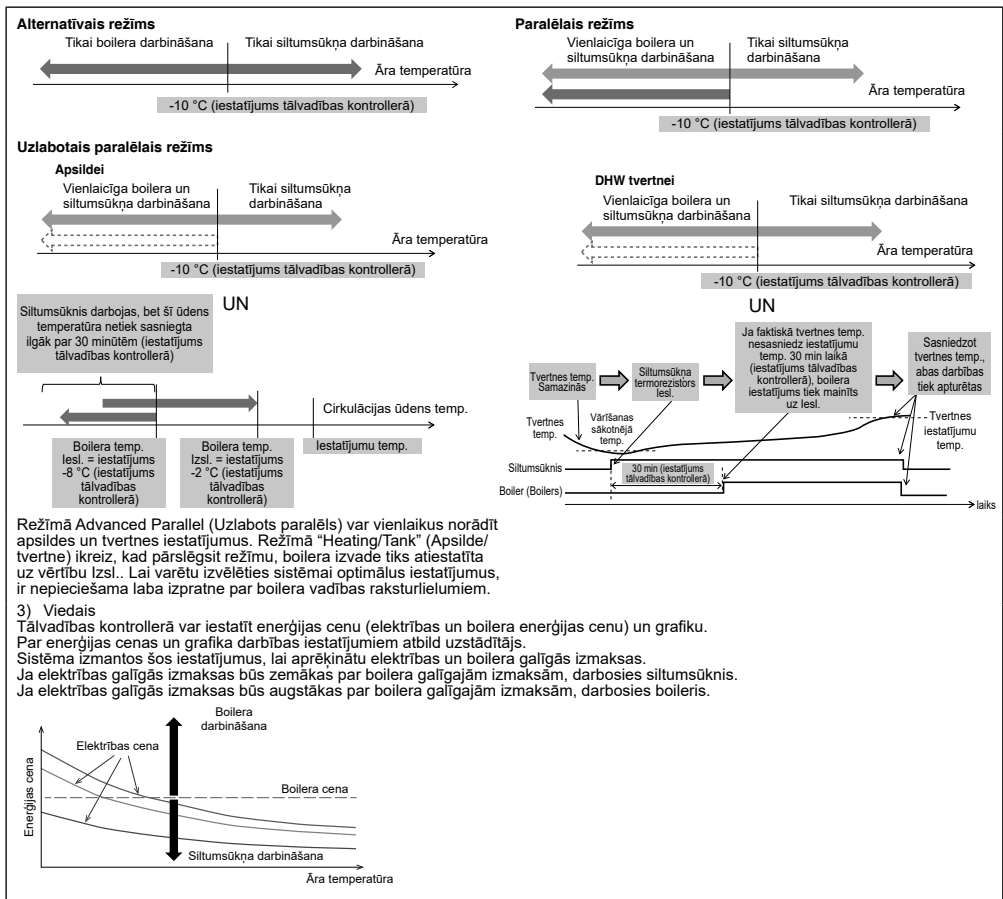 Alternatīvais režīms
Tikai boilera darbināšana
Tikai siltumsūkņa darbināšana
Āra temperatūra
-10 °C (iestatījums tālvadības kontrollerā)
Paralēlais režīms
Vienlaicīga boilera un
siltumsūkņa darbināšana
Tikai siltumsūkņa
darbināšana
Āra temperatūra
-10 °C (iestatījums tālvadības kontrollerā)
Uzlabotais paralēlais režīms
Apsildei
Vienlaicīga boilera un
siltumsūkņa darbināšana
Tikai siltumsūkņa
darbināšana
Āra temperatūra
-10 °C (iestatījums tālvadības kontrollerā)
UN
Siltumsūknis darbojas, bet šī ūdens
temperatūra netiek sasniegta
ilgāk par 30 minūtēm (iestatījums
tālvadības kontrollerā)
Cirkulācijas ūdens temp.
Boilera temp.
Iesl. = iestatījums
-8 °C (iestatījums
tālvadības
kontrollerā)
Boilera temp.
Izsl. = iestatījums
-2 °C (iestatījums
tālvadības
kontrollerā)
Iestatījumu temp.
DHW tvertnei
Vienlaicīga boilera un
siltumsūkņa darbināšana
Tikai siltumsūkņa darbināšana
Āra temperatūra
-10 °C (iestatījums tālvadības kontrollerā)
UN
Tvertnes temp.
Samazinās
Siltumsūkņa
termorezistors
Iesl.
Ja faktiskā tvertnes temp.
nesasniedz iestatījumu
temp. 30 min laikā
(iestatījums tālvadības
kontrollerā), boilera
iestatījums tiek mainīts
uz Iesl.
Sasniedzot
tvertnes temp.,
abas darbības
tiek apturētas
Tvertnes
temp.
Vārīšanas
sākotnējā
temp.
Tvertnes
iestatījumu
temp.
Siltumsūknis
30 min (iestatījums
tālvadības kontrollerā)
Boiler (Boilers)
laiks
Režīmā Advanced Parallel (Uzlabots paralēls) var vienlaikus norādīt
apsildes un tvertnes iestatījumus. Režīmā “Heating/Tank” (Apsilde/
tvertne) ikreiz, kad pārslēgsit režīmu, boilera izvade tiks atiestatīta
uz vērtību Izsl.. Lai varētu izvēlēties sistēmai optimālus iestatījumus,
ir nepieciešama laba izpratne par boilera vadības raksturlielumiem.
3) Viedais
Tālvadības kontrollerā var iestatīt enerģijas cenu (elektrības un boilera enerģijas cenu) un grafiku.
Par enerģijas cenas un grafika darbības iestatījumiem atbild uzstādītājs.
Sistēma izmantos šos iestatījumus, lai aprēķinātu elektrības un boilera galīgās izmaksas.
Ja elektrības galīgās izmaksas būs zemākas par boilera galīgajām izmaksām, darbosies siltumsūknis.
Ja elektrības galīgās izmaksas būs augstākas par boilera galīgajām izmaksām, darbosies boileris.
Boilera
darbināšana
Elektrības cena
Boilera cena
Enerģijas cena
Siltumsūkņa darbināšana
Āra temperatūra